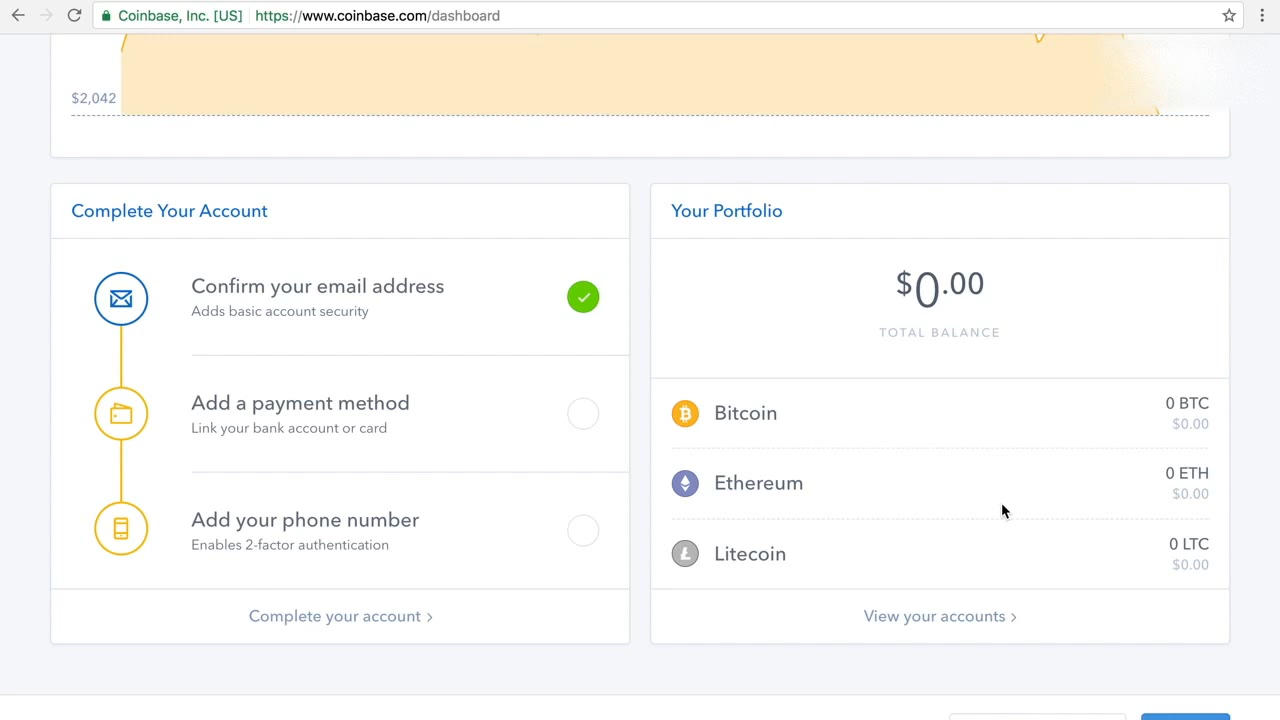 Coinbase, Inc. [US] https://www.coinbase.com/dashboard
$2,042
Complete Your Account
Confirm your email address
Adds basic account security
Add a payment method
Link your bank account or card
Add your phone number
Enables 2-factor authentication
Complete your account >
Your Portfolio
$0.00
TOTAL BALANCE
Bitcoin 0 BTC
$0.00
Ethereum 0 ETH
$0.00
Litecoin 0 LTC
$0.00
View your accounts >